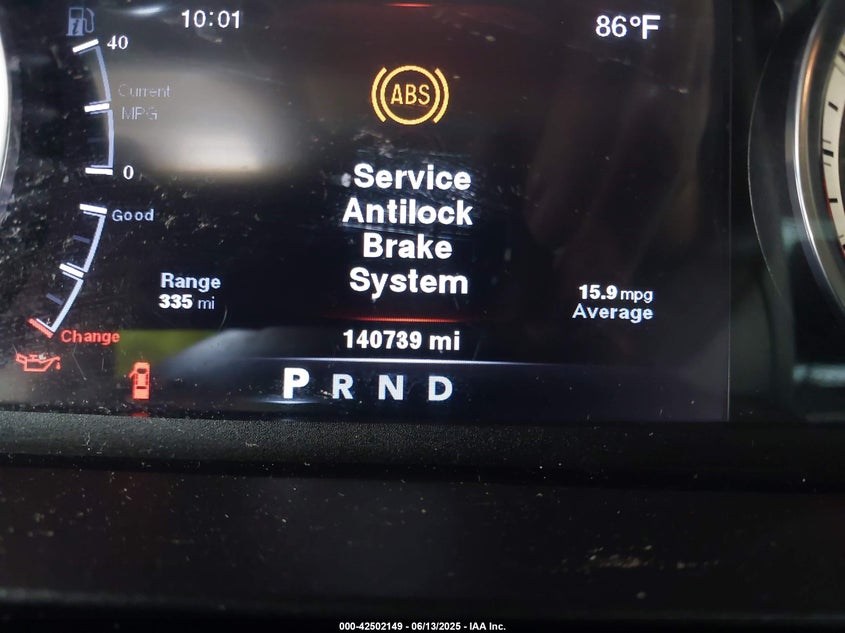 10:01
86°F
40
ABS
Current
MPG
0
Service
Antilock
Brake
System
Good
Range
335 mi
15.9 mpg
Average
Change
140739 mi
P R N D
000-42502149 - 06/13/2025 - IAA Inc.